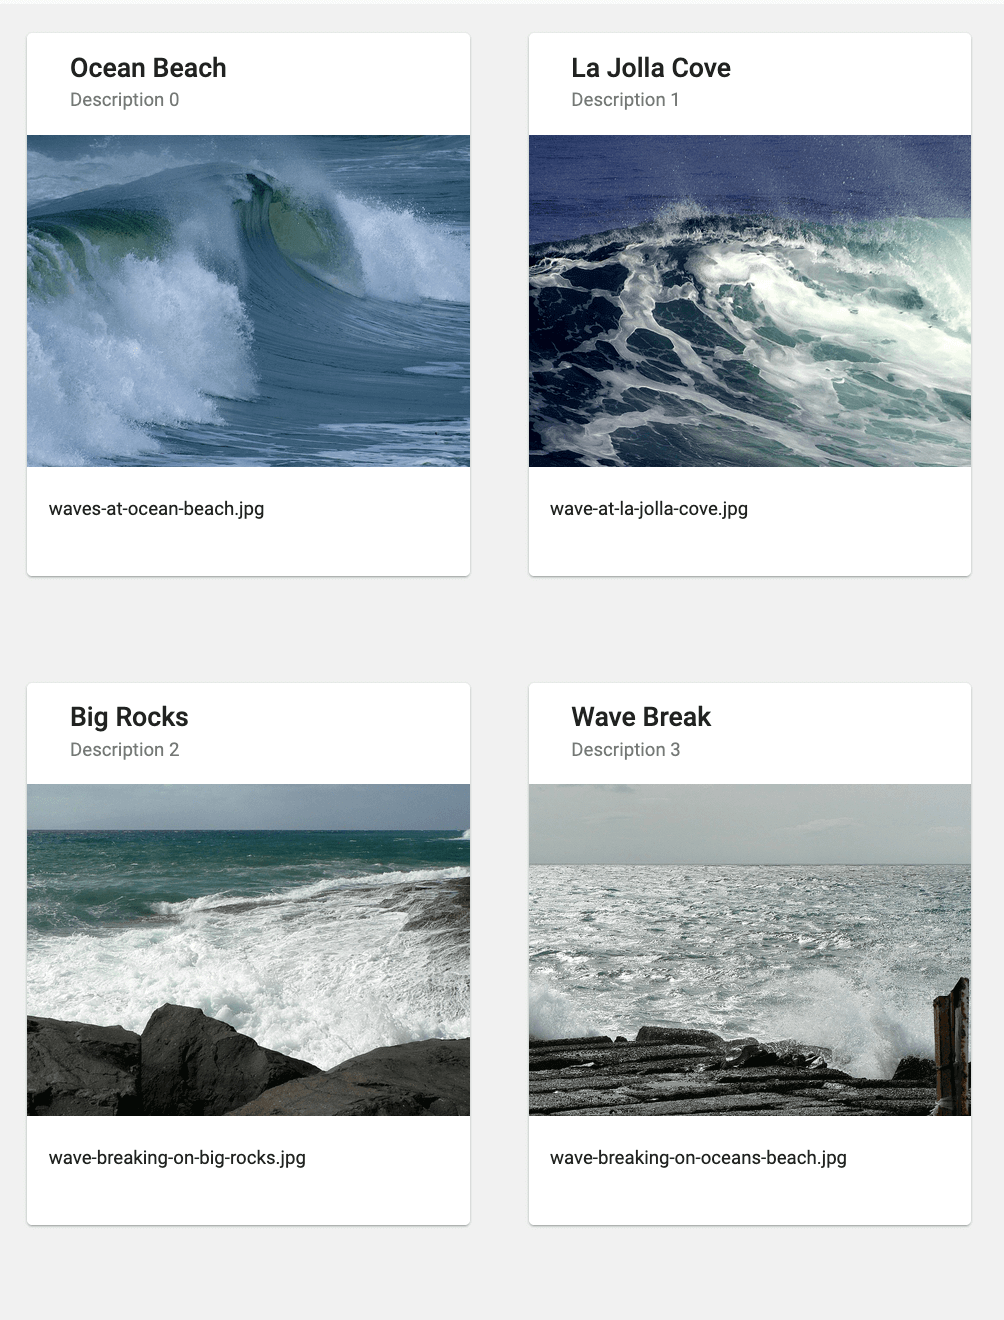 Ocean Beach
Description 0
waves-at-ocean-beach.jpg
La Jolla Cove
Description 1
wave-at-la-jolla-cove.jpg
Big Rocks
Description 2
wave-breaking-on-big-rocks.jpg
Wave Break
Description 3
wave-breaking-on-oceans-beach.jpg